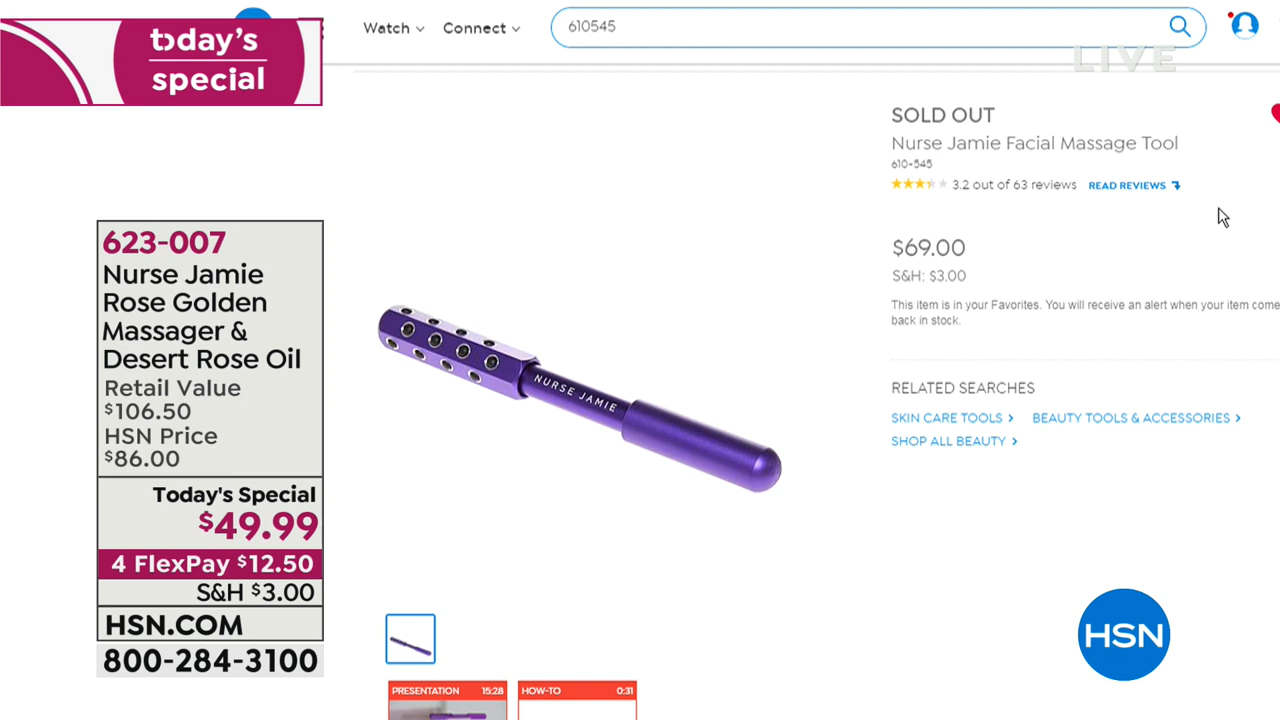 today's
special
Watch
Connect
610545
LIVE
SOLD OUT
Nurse Jamie Facial Massage Tool
610-545
3.2 out of 63 reviews READ REVIEWS
$69.00
S&H: $3.00
This item is in your Favorites. You will receive an alert when your item come
back in stock.
RELATED SEARCHES
SKIN CARE TOOLS
BEAUTY TOOLS & ACCESSORIES
SHOP ALL BEAUTY
NURSE JAMIE
623-007
Nurse Jamie
Rose Golden
Massager &
Desert Rose Oil
Retail Value
$106.50
HSN Price
$86.00
Today's Special
$49.99
4 FlexPay $12.50
S&H $3.00
HSN.COM
800-284-3100
PRESENTATION 15:28
HOW-TO 0:31
HSN